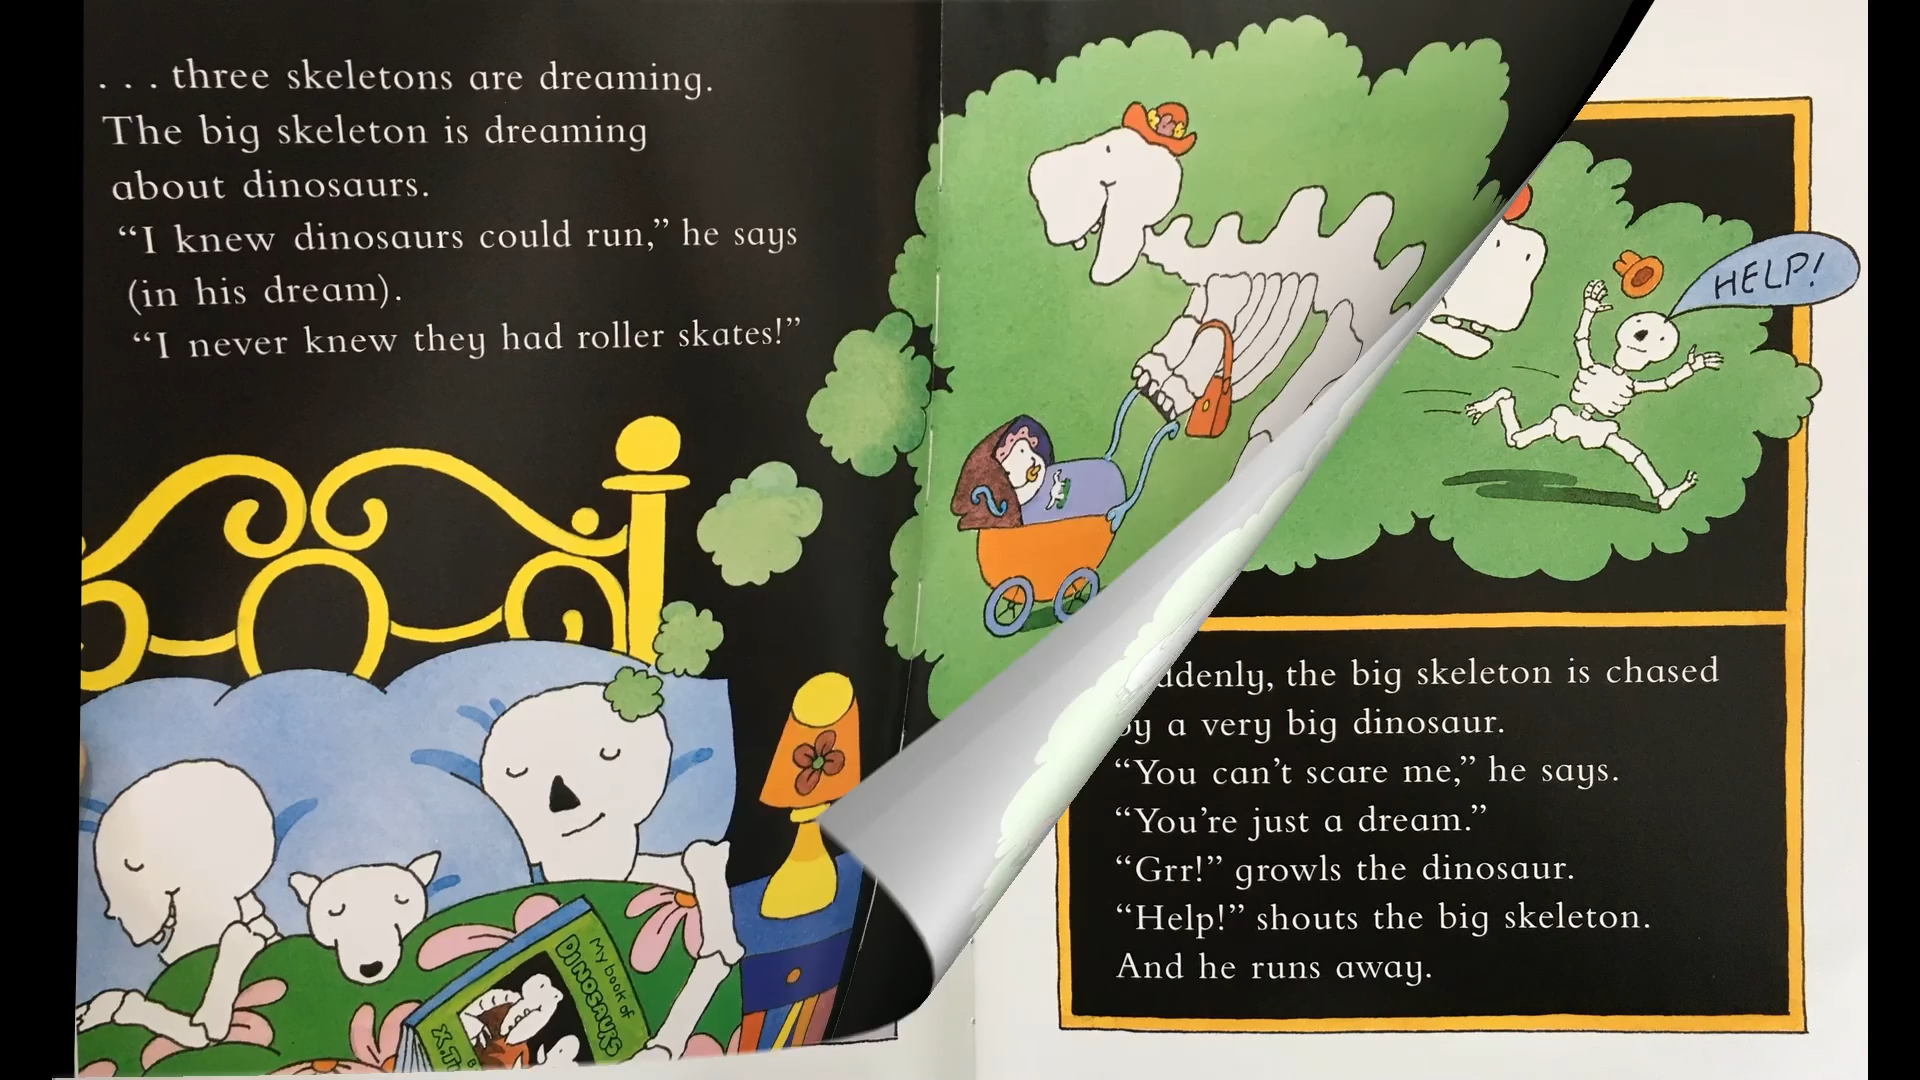 . . . three skeletons are dreaming.
The big skeleton is dreaming
about dinosaurs.
“I knew dinosaurs could run,” he says
(in his dream).
“I never knew they had roller skates!”
My book of
DINOSAURS
HELP!
the big skeleton is chased
a very big dinosaur.
“You can’t scare me,” he says.
“You’re just a dream.”
“Grr!” growls the dinosaur.
“Help!” shouts the big skeleton.
And he runs away.